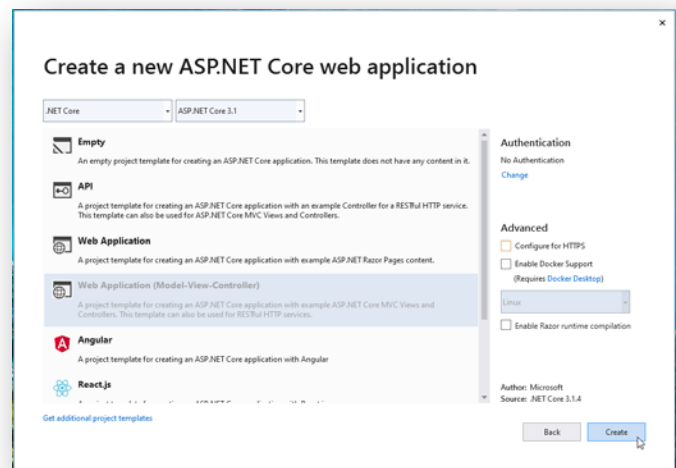 Create a new ASP.NET Core web application
.NET Core
ASP.NET Core 3.1
Empty
An empty project template for creating an ASP.NET Core application. This template does not have any content in it.
API
A project template for creating an ASP.NET Core application with an example Controller for a RESTful HTTP service.
This template can also be used for ASP.NET Core MVC Views and Controllers.
Web Application
A project template for creating an ASP.NET Core application with example ASP.NET Razor Pages content.
Web Application (Model-View-Controller)
A project template for creating an ASP.NET Core application with example ASP.NET Core MVC Views and
Controllers. This template can also be used for RESTful HTTP services.
Angular
A project template for creating an ASP.NET Core application with Angular
React.js
Get additional project templates
Authentication
No Authentication
Change
Advanced
Configure for HTTPS
Enable Docker Support
(Requires Docker Desktop)
Linux
Enable Razor runtime compilation
Author: Microsoft
Source: .NET Core 3.1.4
Back
Create